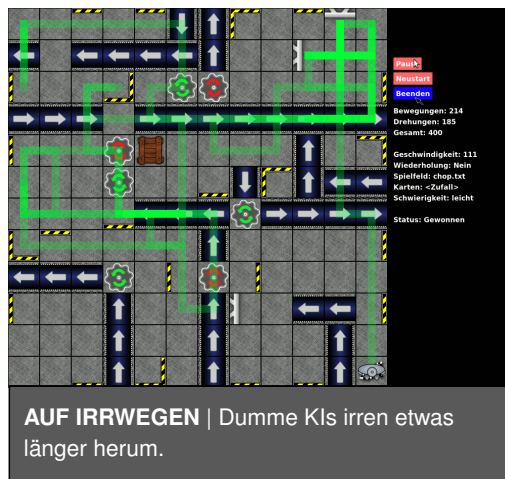 Pause
Neustart
Beenden
Bewegungen: 214
Drehungen: 185
Gesamt: 400
Geschwindigkeit: 111
Wiederholung: Nein
Spielfeld: chop.txt
Karten: <Zufall>
Schwierigkeit: leicht
Status: Gewonnen
AUF IRRWEGEN | Dumme KIs irren etwas
länger herum.